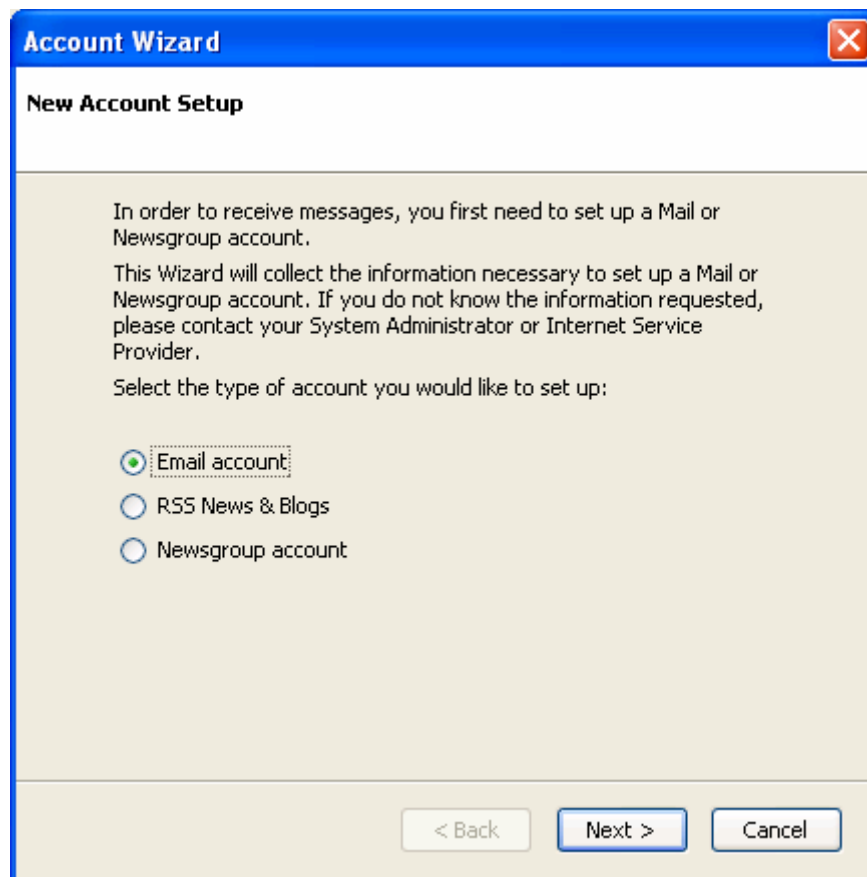 Account Wizard
New Account Setup
In order to receive messages, you first need to set up a Mail or
Newsgroup account.
This Wizard will collect the information necessary to set up a Mail or
Newsgroup account. If you do not know the information requested,
please contact your System Administrator or Internet Service
Provider.
Select the type of account you would like to set up:
Email account
RSS News & Blogs
Newsgroup account
< Back Next > Cancel